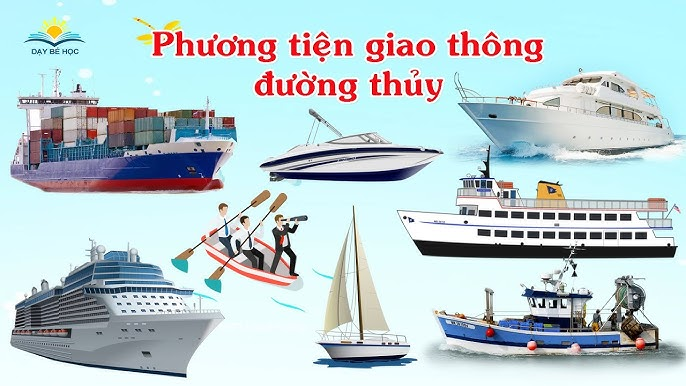 DẠY BÉ HỌC
Phương tiện giao thông
đường thủy